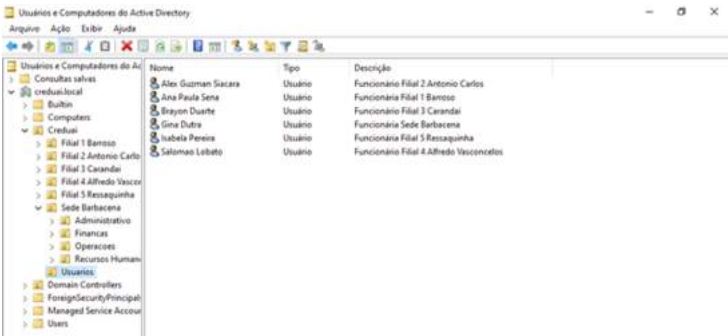 Usuários e Computadores do Active Directory
Arquivo Ação Exibir Ajuda
Usuários e Computadores do Ac
Consultas salvas
creduai.local
Builtin
Computers
Creduai
Filial 1 Barroso
Filial 2 Antonio Carlo
Filial 3 Carandai
Filial 4 Alfredo Vascor
Filial 5 Ressaquinha
Sede Barbacena
Administrativo
Financas
Operacoes
Recursos Human
Usuarios
Domain Controllers
ForeignSecurityPrincipal
Managed Service Accou
Users
Nome Tipo Descrição
Alex Guzman Siacara Usuário Funcionário Filial 2 Antonio Carlos
Ana Paula Sena Usuário Funcionária Filial 1 Barroso
Brayon Duarte Usuário Funcionário Filial 3 Carandai
Gina Dutra Usuário Funcionária Sede Barbacena
Isabela Pereira Usuário Funcionária Filial 5 Ressaquinha
Salomao Lobato Usuário Funcionário Filial 4 Alfredo Vasconcelos